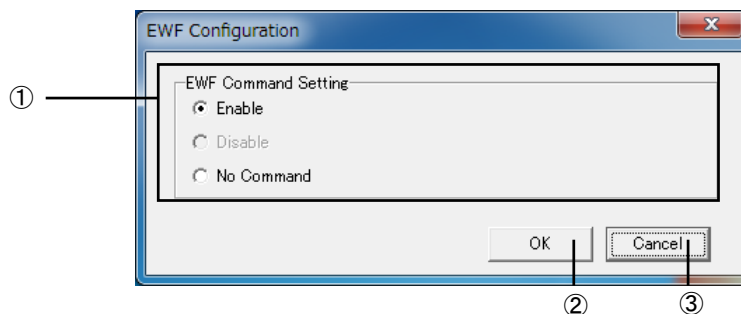 EWF Configuration
EWF Command Setting
①
Enable
Disable
No Command
OK
Cancel
②
③